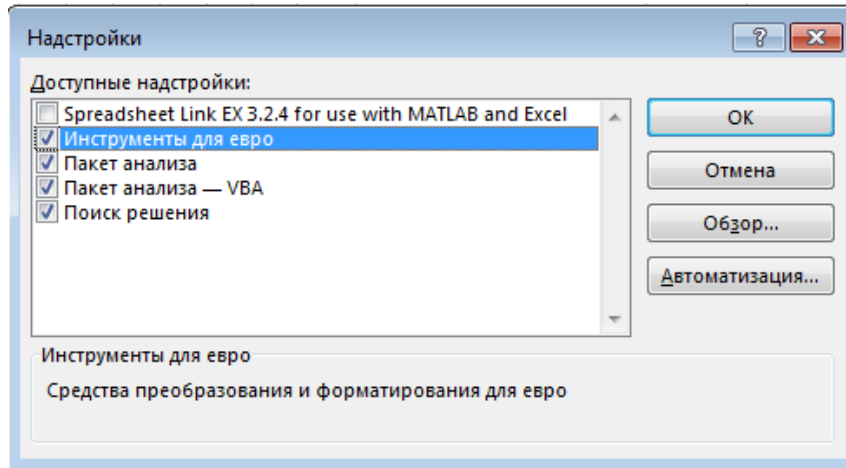 Надстройки
Доступные надстройки:
Spreadsheet Link EX 3.2.4 for use with MATLAB and Excel
Инструменты для евро
Пакет анализа
Пакет анализа — VBA
Поиск решения
ОК
Отмена
Обзор...
Автоматизация...
Инструменты для евро
Средства преобразования и форматирования для евро